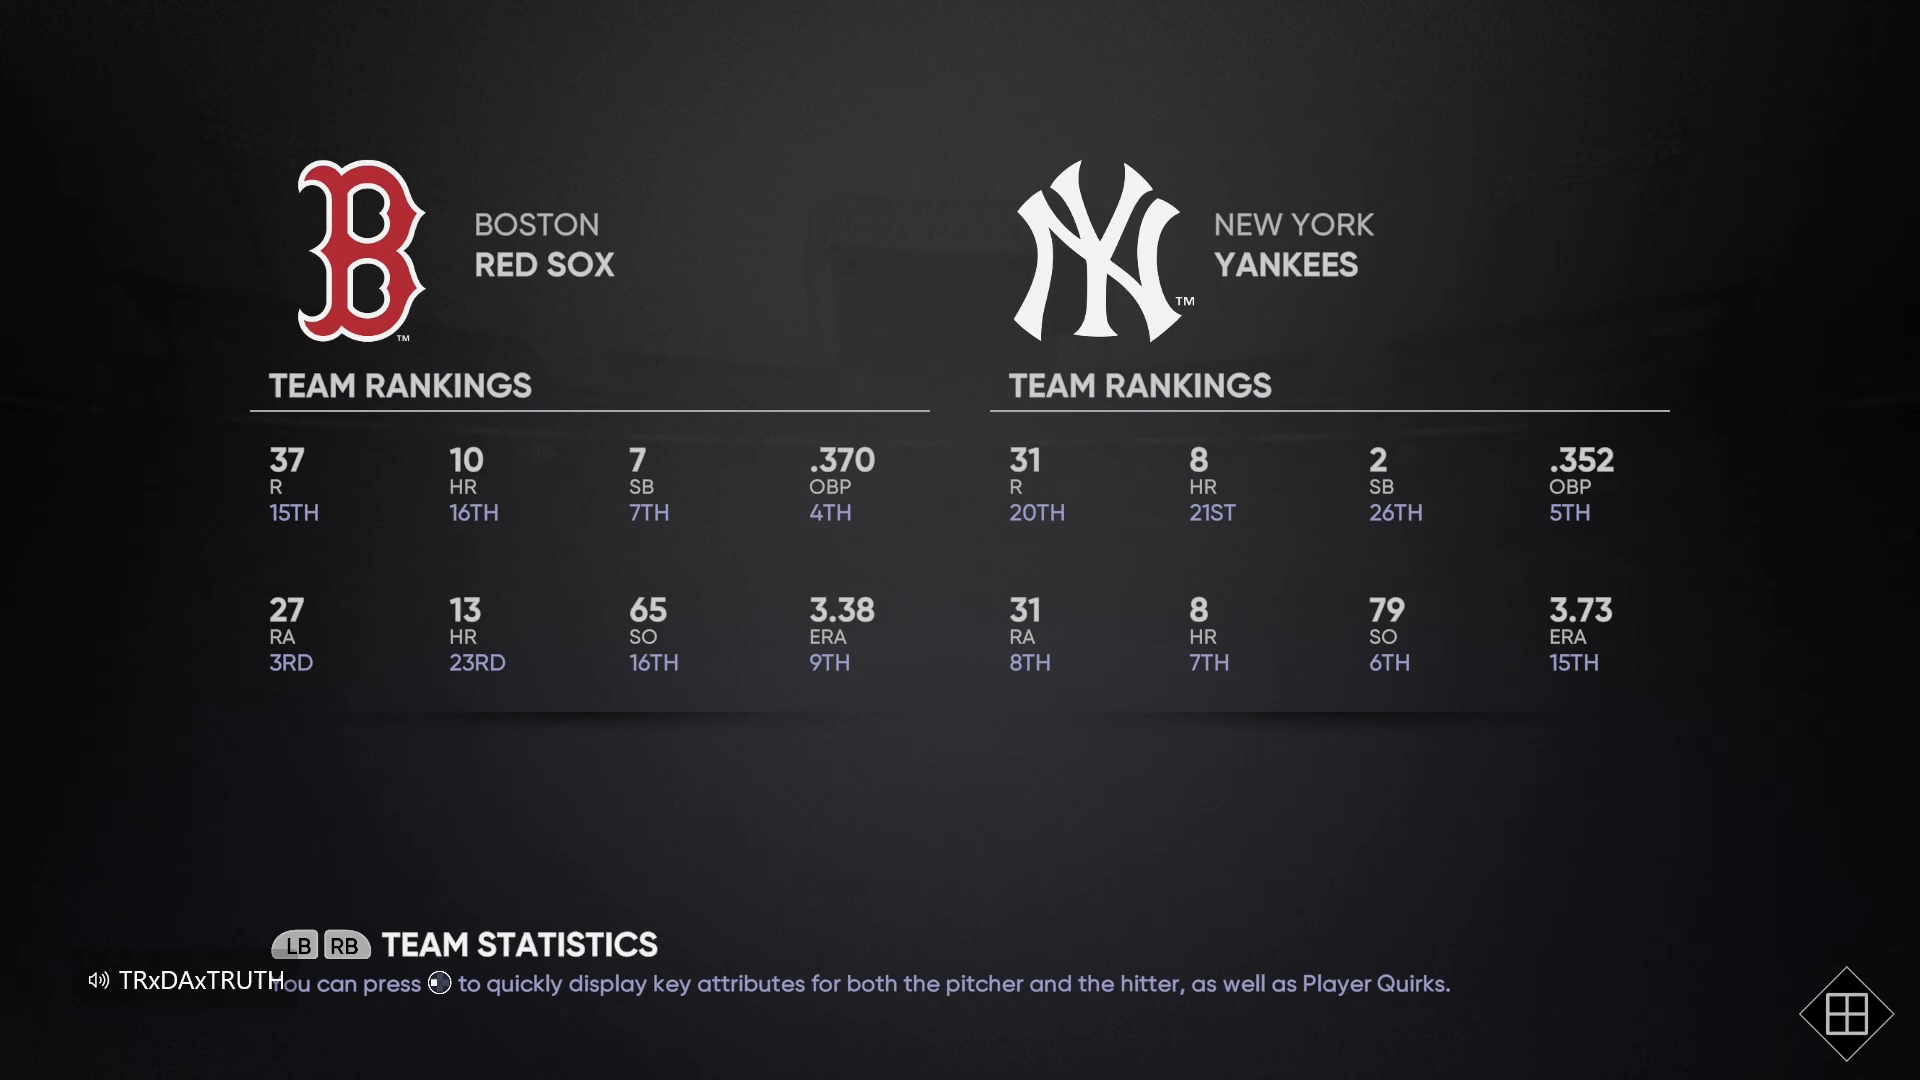 BOSTON
RED SOX
TEAM RANKINGS
37 10 7 .370
R HR SB OBP
15TH 16TH 7TH 4TH
27 13 65 3.38
RA HR SO ERA
3RD 23RD 16TH 9TH
NEW YORK
YANKEES
TM
TEAM RANKINGS
31 8 2 .352
R HR SB OBP
20TH 21ST 26TH 5TH
31 8 79 3.73
RA HR SO ERA
8TH 7TH 6TH 15TH
LB RB TEAM STATISTICS
TRxDAxTRUTH
You can press to quickly display key attributes for both the pitcher and the hitter, as well as Player Quirks.